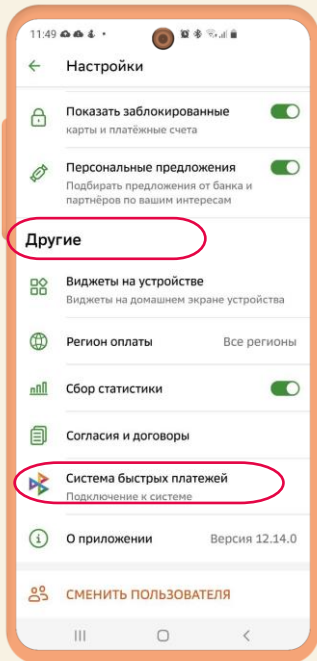 11:49
Настройки
Показать заблокированные
карты и платёжные счета
Персональные предложения
Подбирать предложения от банка и
партнёров по вашим интересам
Другие
Виджеты на устройстве
Виджеты на домашнем экране устройства
Регион оплаты Все регионы
Сбор статистики
Согласия и договоры
Система быстрых платежей
Подключение к системе
О приложении Версия 12.14.0
СМЕНИТЬ ПОЛЬЗОВАТЕЛЯ